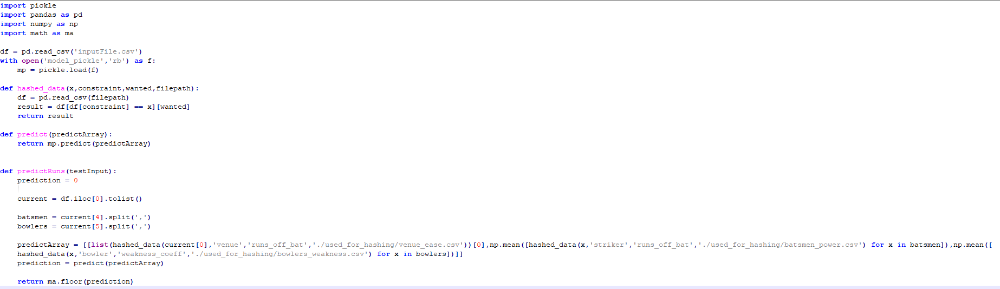 import pickle
import pandas as pd
import numpy as np
import math as ma

df = pd.read_csv('inputFile.csv')
with open('model_pickle','rb') as f:
    mp = pickle.load(f)

def hashed_data(x,constraint,wanted,filepath):
    df = pd.read_csv(filepath)
    result = df[df[constraint] == x][wanted]
    return result

def predict(predictArray):
    return mp.predict(predictArray)


def predictRuns(testInput):
    prediction = 0

    current = df.iloc[0].tolist()

    batsmen = current[4].split(',')
    bowlers = current[5].split(',')

    predictArray = [[list(hashed_data(current[0],'venue','runs_off_bat','./used_for_hashing/venue_ease.csv'))[0],np.mean([hashed_data(x,'striker','runs_off_bat','./used_for_hashing/batsmen_power.csv') for x in batsmen]),np.mean([
    hashed_data(x,'bowler','weakness_coeff','./used_for_hashing/bowlers_weakness.csv') for x in bowlers])]]
    prediction = predict(predictArray)

    return ma.floor(prediction)